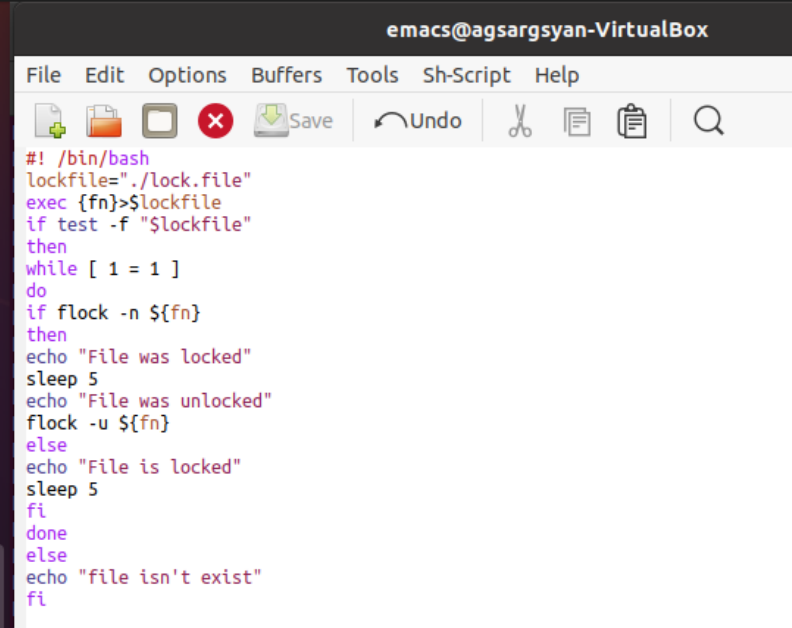 emacs@agsargsyan-VirtualBox
File Edit Options Buffers Tools Sh-Script Help
Save Undo
#! /bin/bash
lockfile="./lock.file"
exec {fn}>$lockfile
if test -f "$lockfile"
then
while [ 1 = 1 ]
do
if flock -n ${fn}
then
echo "File was locked"
sleep 5
echo "File was unlocked"
flock -u ${fn}
else
echo "File is locked"
sleep 5
fi
done
else
echo "file isn't exist"
fi